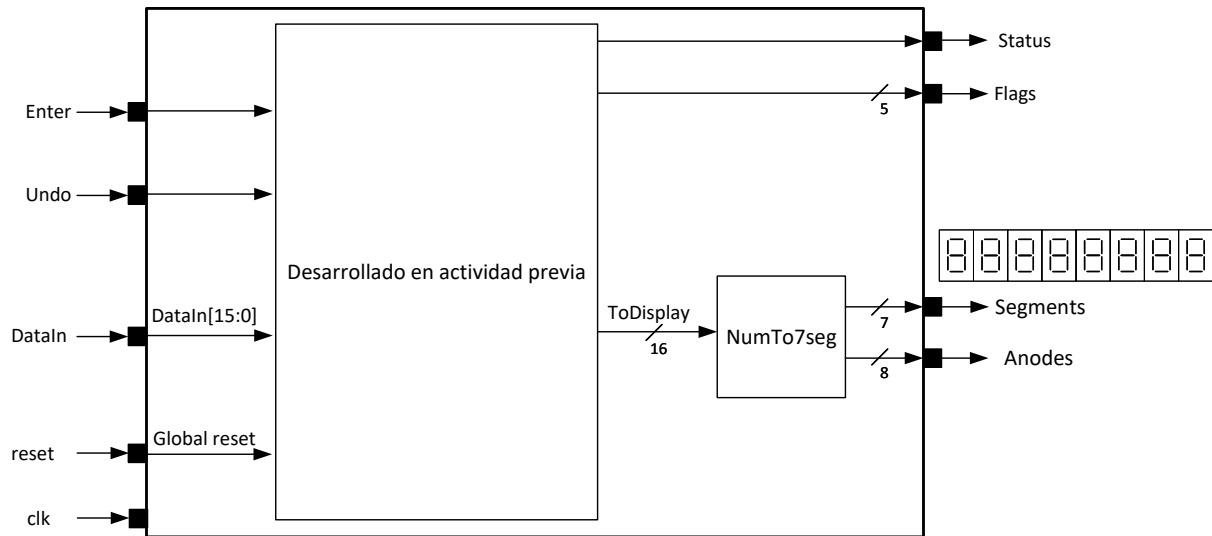 Status
Flags
5
Enter
Undo
Desarrollado en actividad previa
DataIn
DataIn[15:0]
ToDisplay
16
NumTo7seg
7
Segments
8
Anodes
reset
Global reset
clk